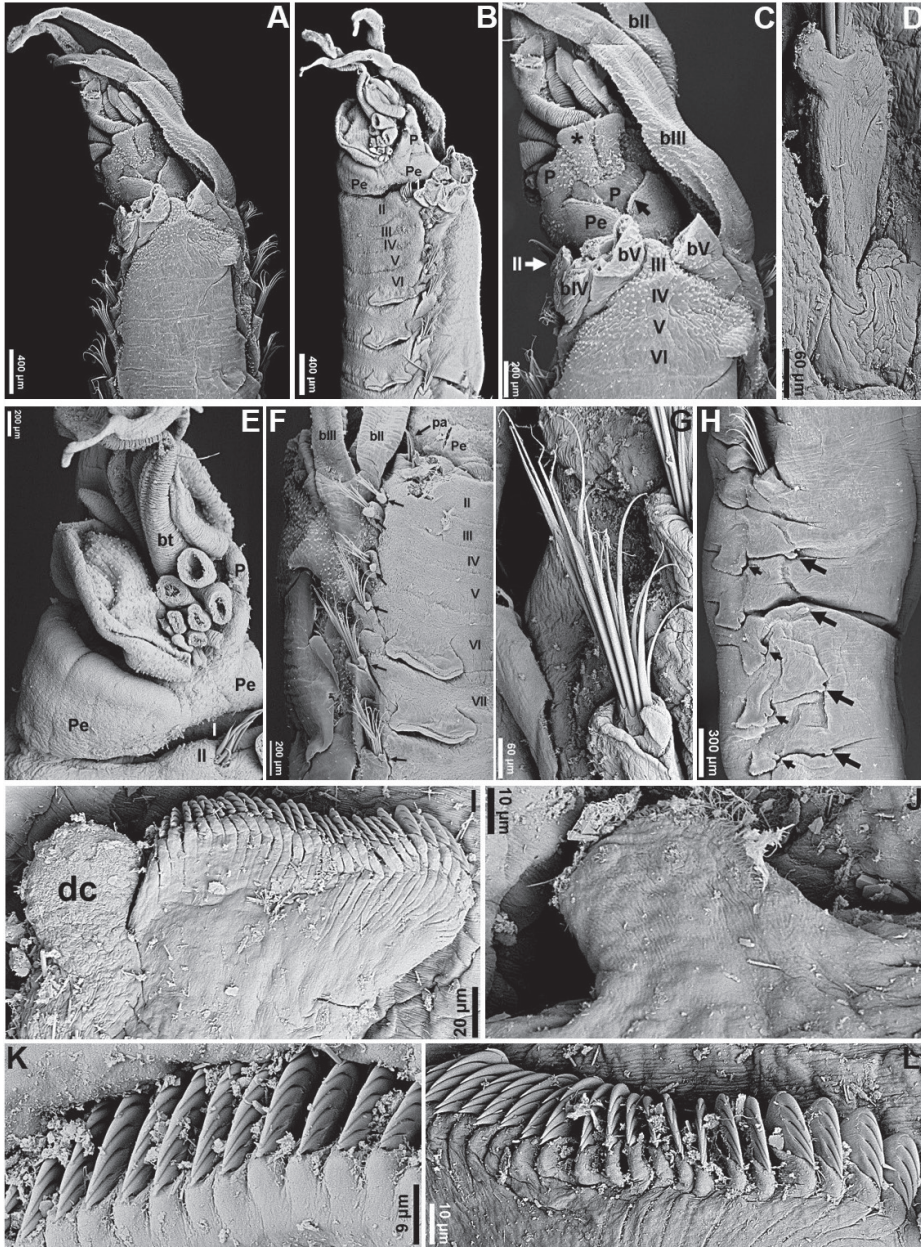 A
400 µm
B
P
Pe
Pe
I
II
III
IV
V
VI
400 µm
C
bII
bIII
*
P
P
Pe
bV
bV
II
bIV
III
IV
V
VI
200 µm
D
60 µm
E
200 µm
bt
P
Pe
Pe
I
II
F
bIII
bII
pa
Pe
II
III
IV
V
VI
VII
200 µm
G
60 µm
H
300 µm
I
dc
20 µm
J
10 µm
K
9 µm
L
10 µm